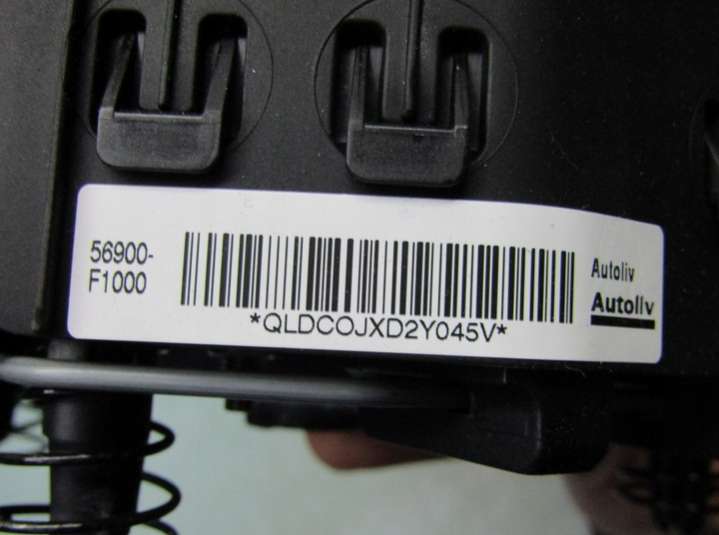 56900-
F1000
*QLDCOJXD2Y045V*
Autoliv
Autoliv